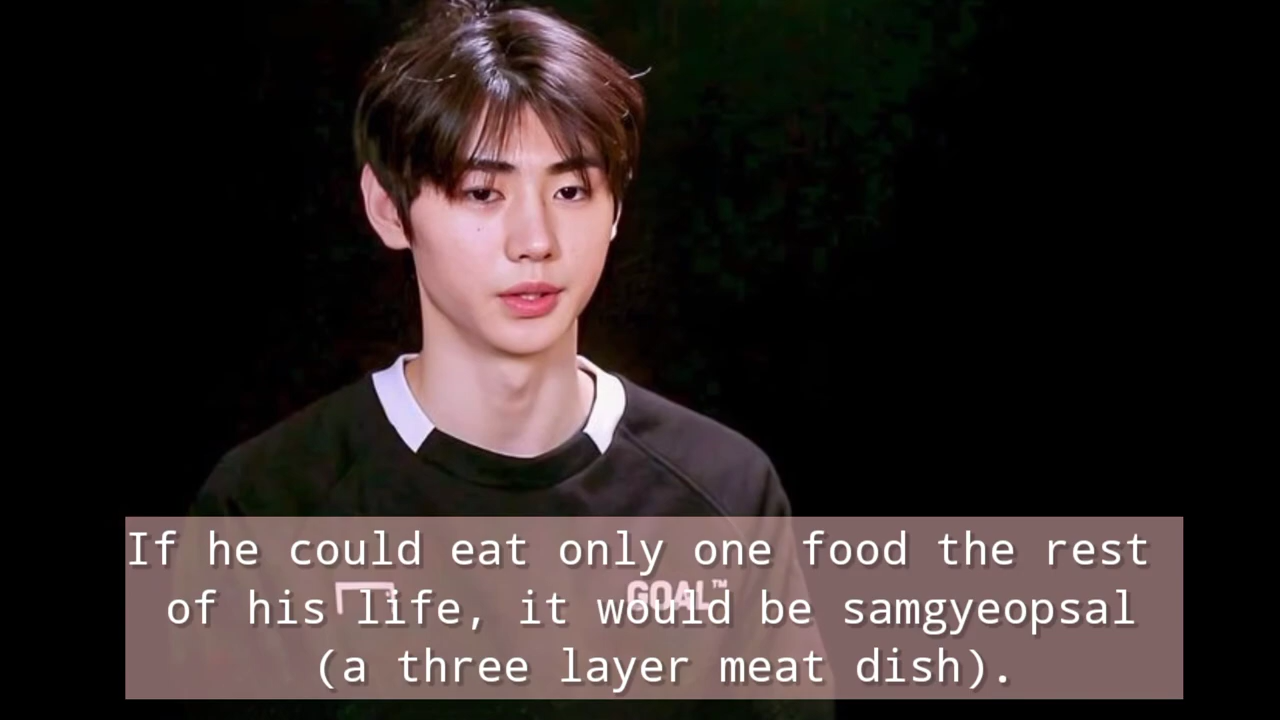 If he could eat only one food the rest
of his life, it would be samgyeopsal
(a three layer meat dish).
GOAL™